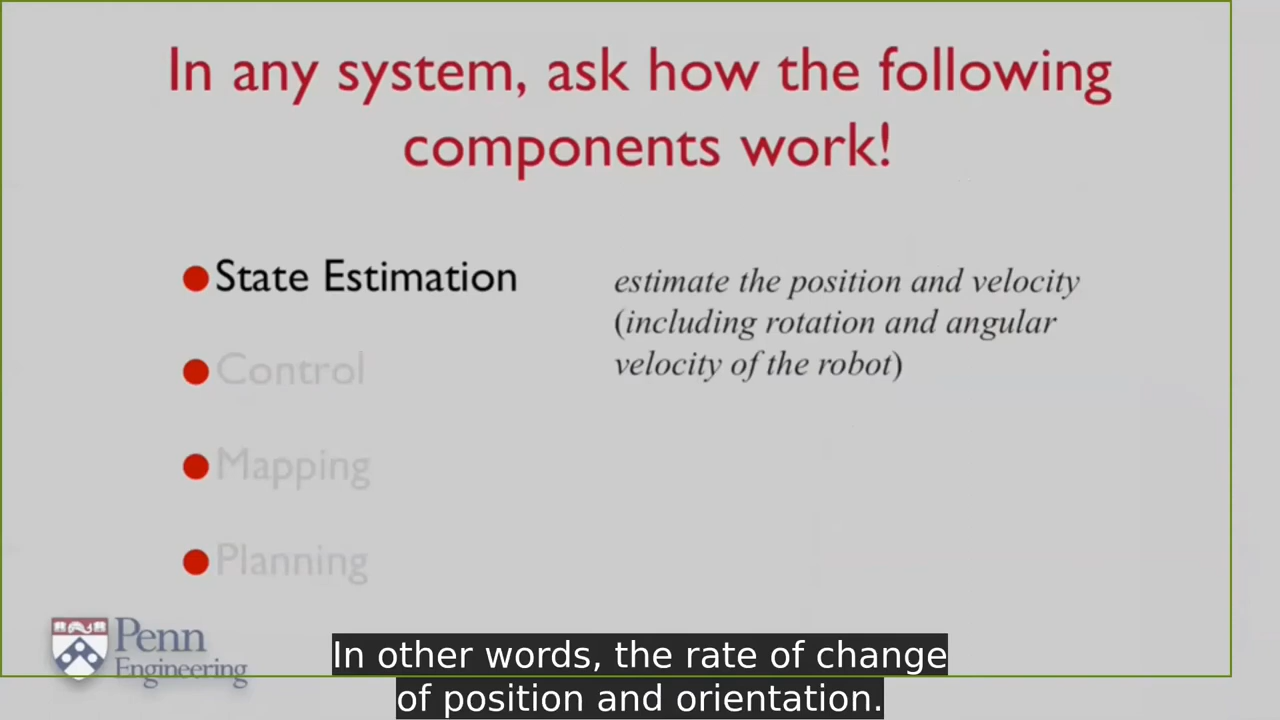 In any system, ask how the following
components work!
State Estimation
estimate the position and velocity
(including rotation and angular
velocity of the robot)
Control
Mapping
Planning
Penn
Engineering
In other words, the rate of change
of position and orientation.